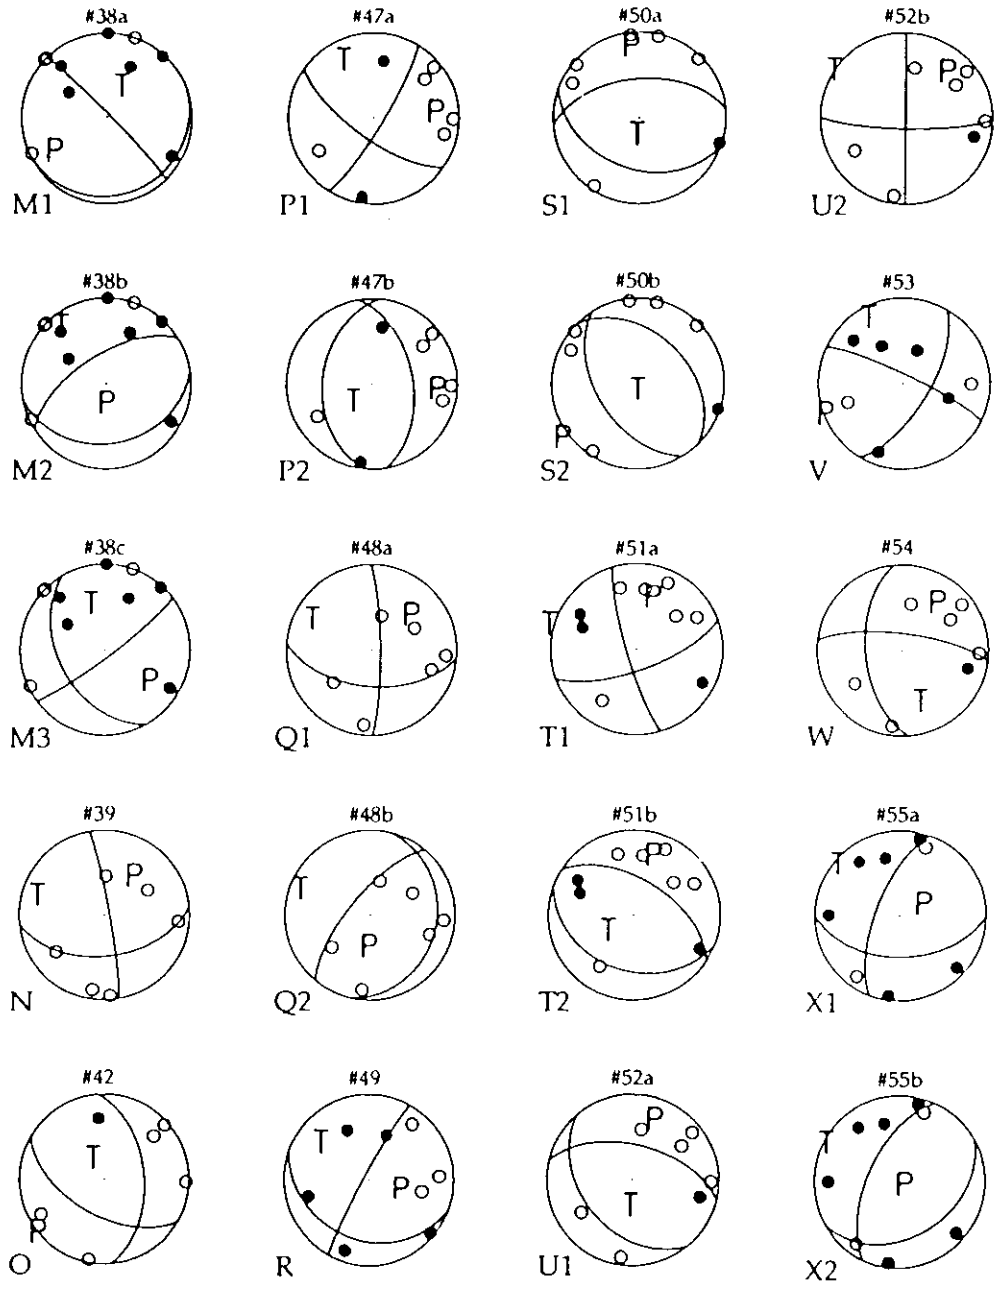 #38a #47a #50a #52b
T T P T P
P P T
M1 P1 S1 U2
#38b #47b #50b #53
T T
P T P T
P P
M2 P2 S2 V
#38c #48a #51a #54
T T P T P P
P T
M3 Q1 T1 W
#39 #48b #51b #55a
T P T P T
P T P
N Q2 T2 X1
#42 #49 #52a #55b
T T P T
P P T P
O R U1 X2